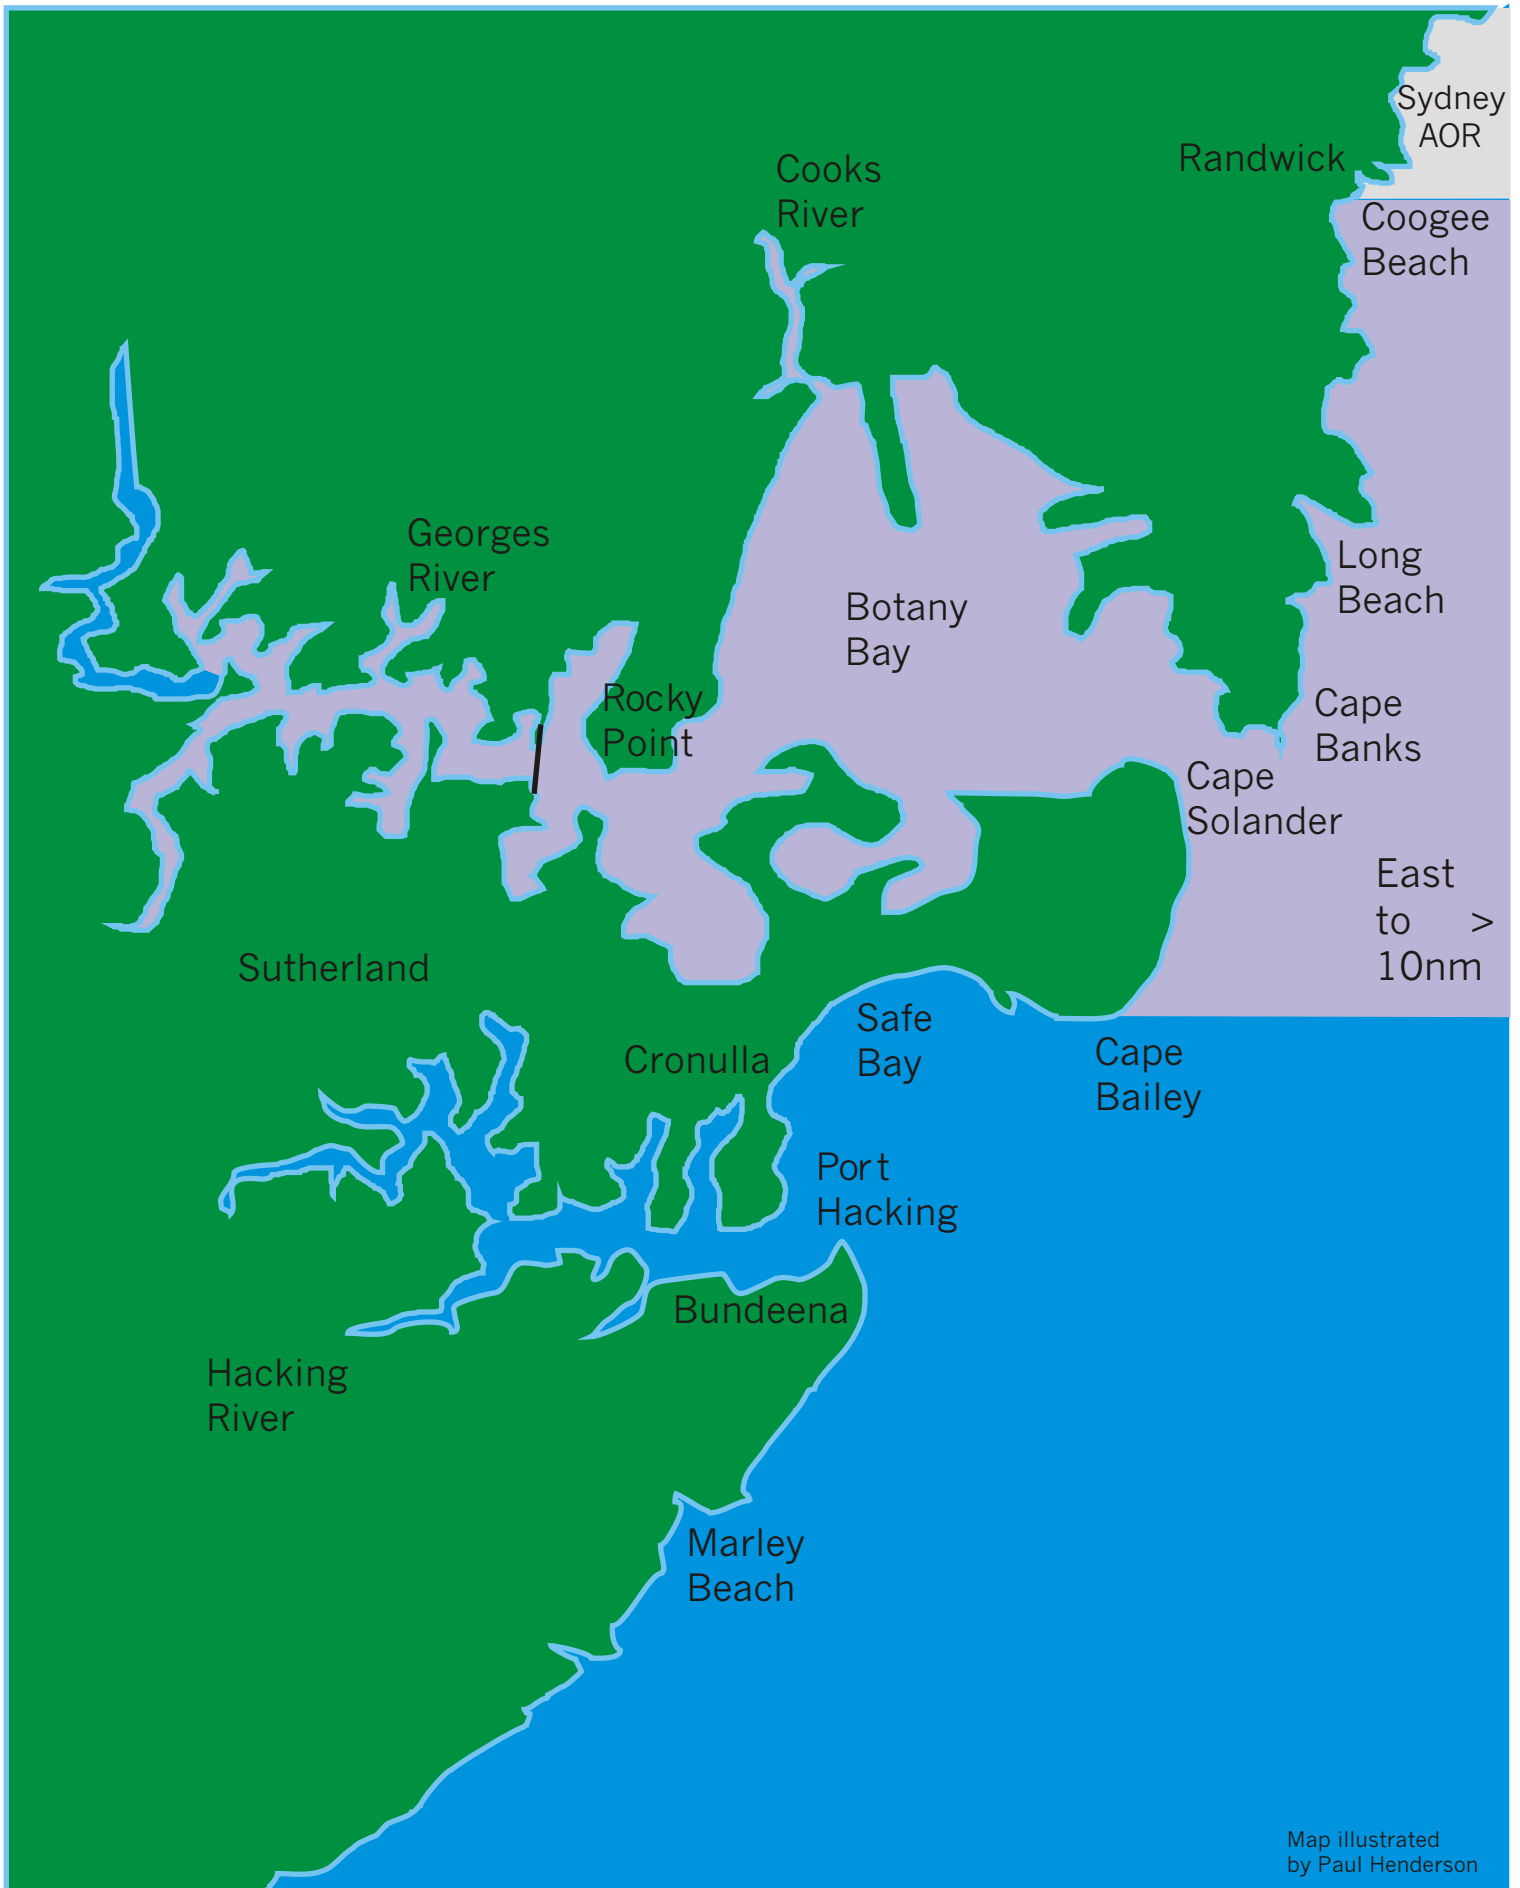 Sydney
AOR
Randwick
Cooks
River
Coogee
Beach
Georges
River
Long
Beach
Botany
Bay
Rocky
Point
Cape
Banks
Cape
Solander
East
to >
10nm
Sutherland
Safe
Bay
Cronulla
Cape
Bailey
Port
Hacking
Bundeena
Hacking
River
Marley
Beach
Map illustrated
by Paul Henderson